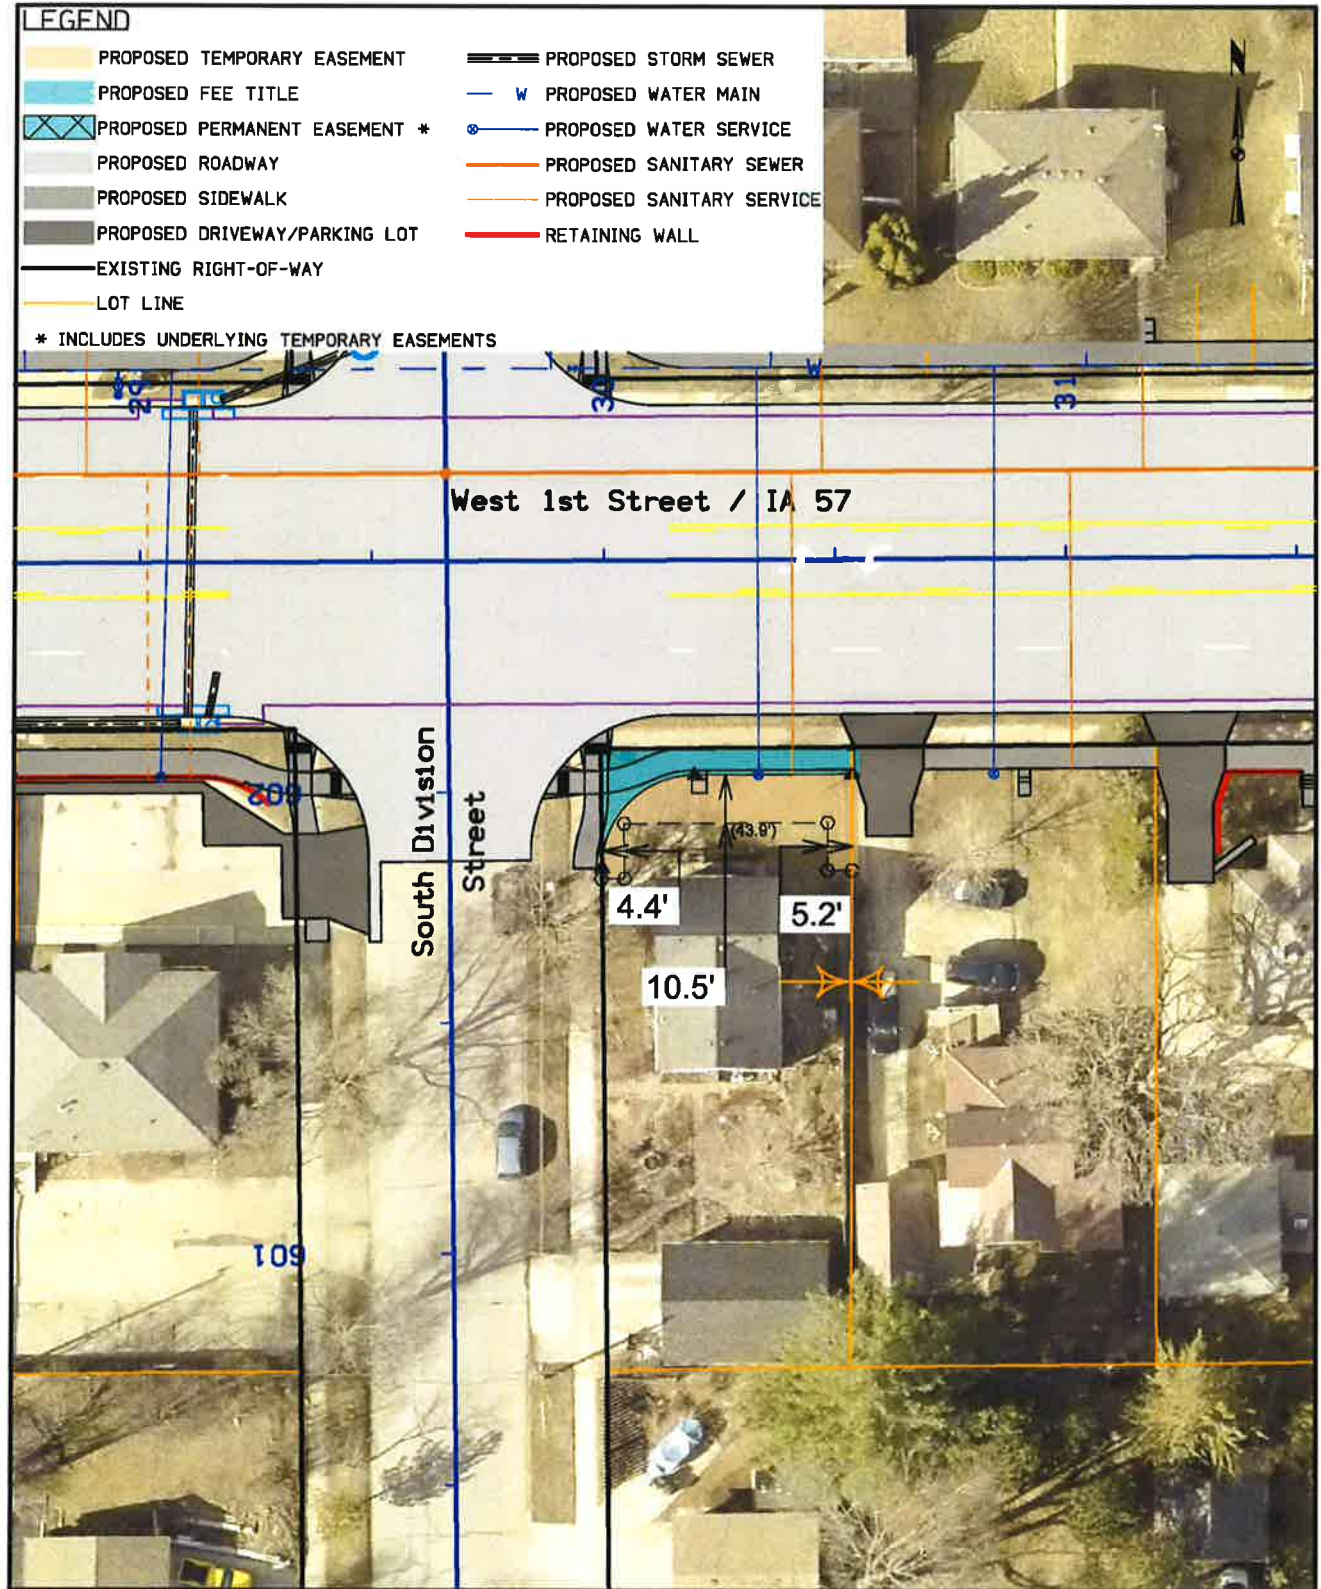 LEGEND
PROPOSED TEMPORARY EASEMENT
PROPOSED FEE TITLE
PROPOSED PERMANENT EASEMENT *
PROPOSED ROADWAY
PROPOSED SIDEWALK
PROPOSED DRIVEWAY/PARKING LOT
EXISTING RIGHT-OF-WAY
LOT LINE
* INCLUDES UNDERLYING TEMPORARY EASEMENTS
PROPOSED STORM SEWER
W PROPOSED WATER MAIN
PROPOSED WATER SERVICE
PROPOSED SANITARY SEWER
PROPOSED SANITARY SERVICE
RETAINING WALL
N
W
29
30
31
West 1st Street / IA 57
South Division
Street
602
(43.9')
4.4'
5.2'
10.5'
601